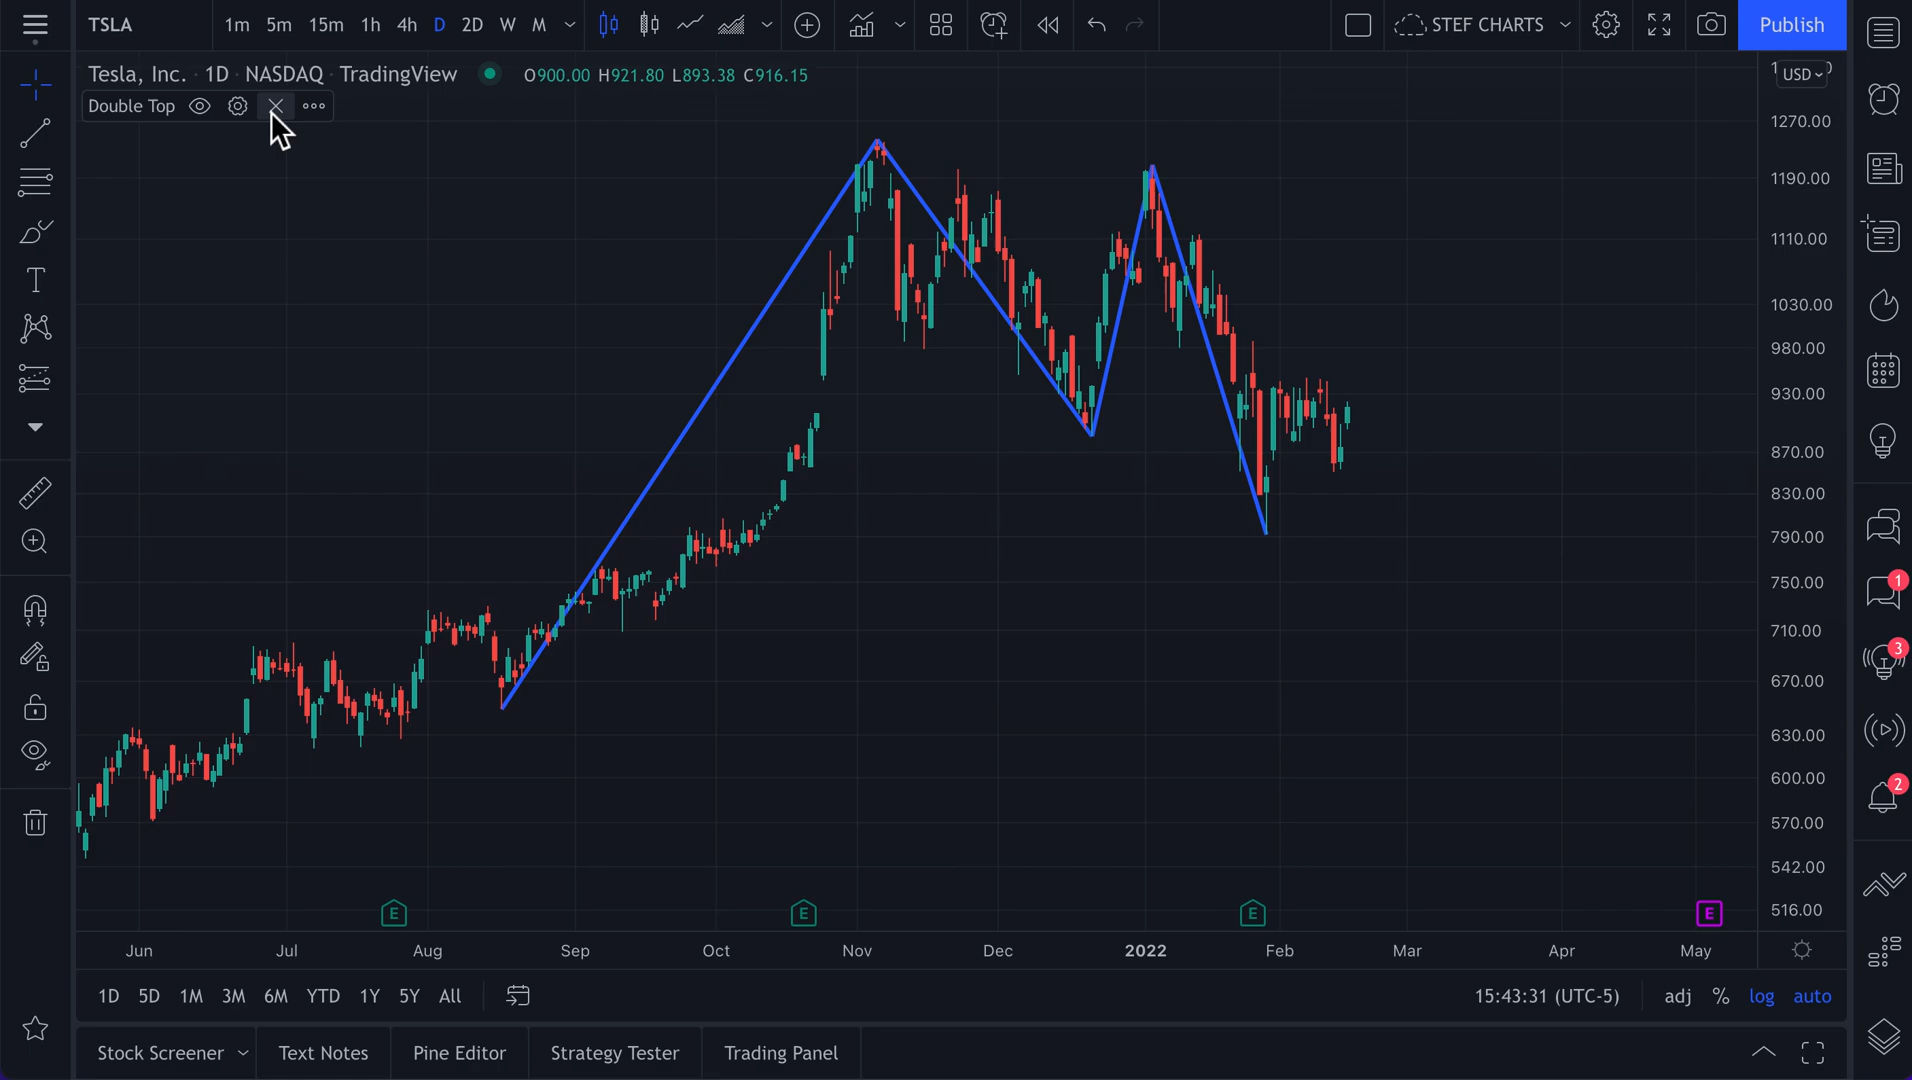 TSLA 1m 5m 15m 1h 4h D 2D W M STEF CHARTS Publish
Tesla, Inc. · 1D · NASDAQ · TradingView O900.00 H921.80 L893.38 C916.15
USD
Double Top
1270.00
1190.00
1110.00
1030.00
980.00
930.00
870.00
830.00
790.00
750.00
1
710.00
3
670.00
630.00
600.00
2
570.00
542.00
516.00
E E E E
Jun Jul Aug Sep Oct Nov Dec 2022 Feb Mar Apr May
1D 5D 1M 3M 6M YTD 1Y 5Y All 15:43:31 (UTC-5) adj % log auto
Stock Screener Text Notes Pine Editor Strategy Tester Trading Panel